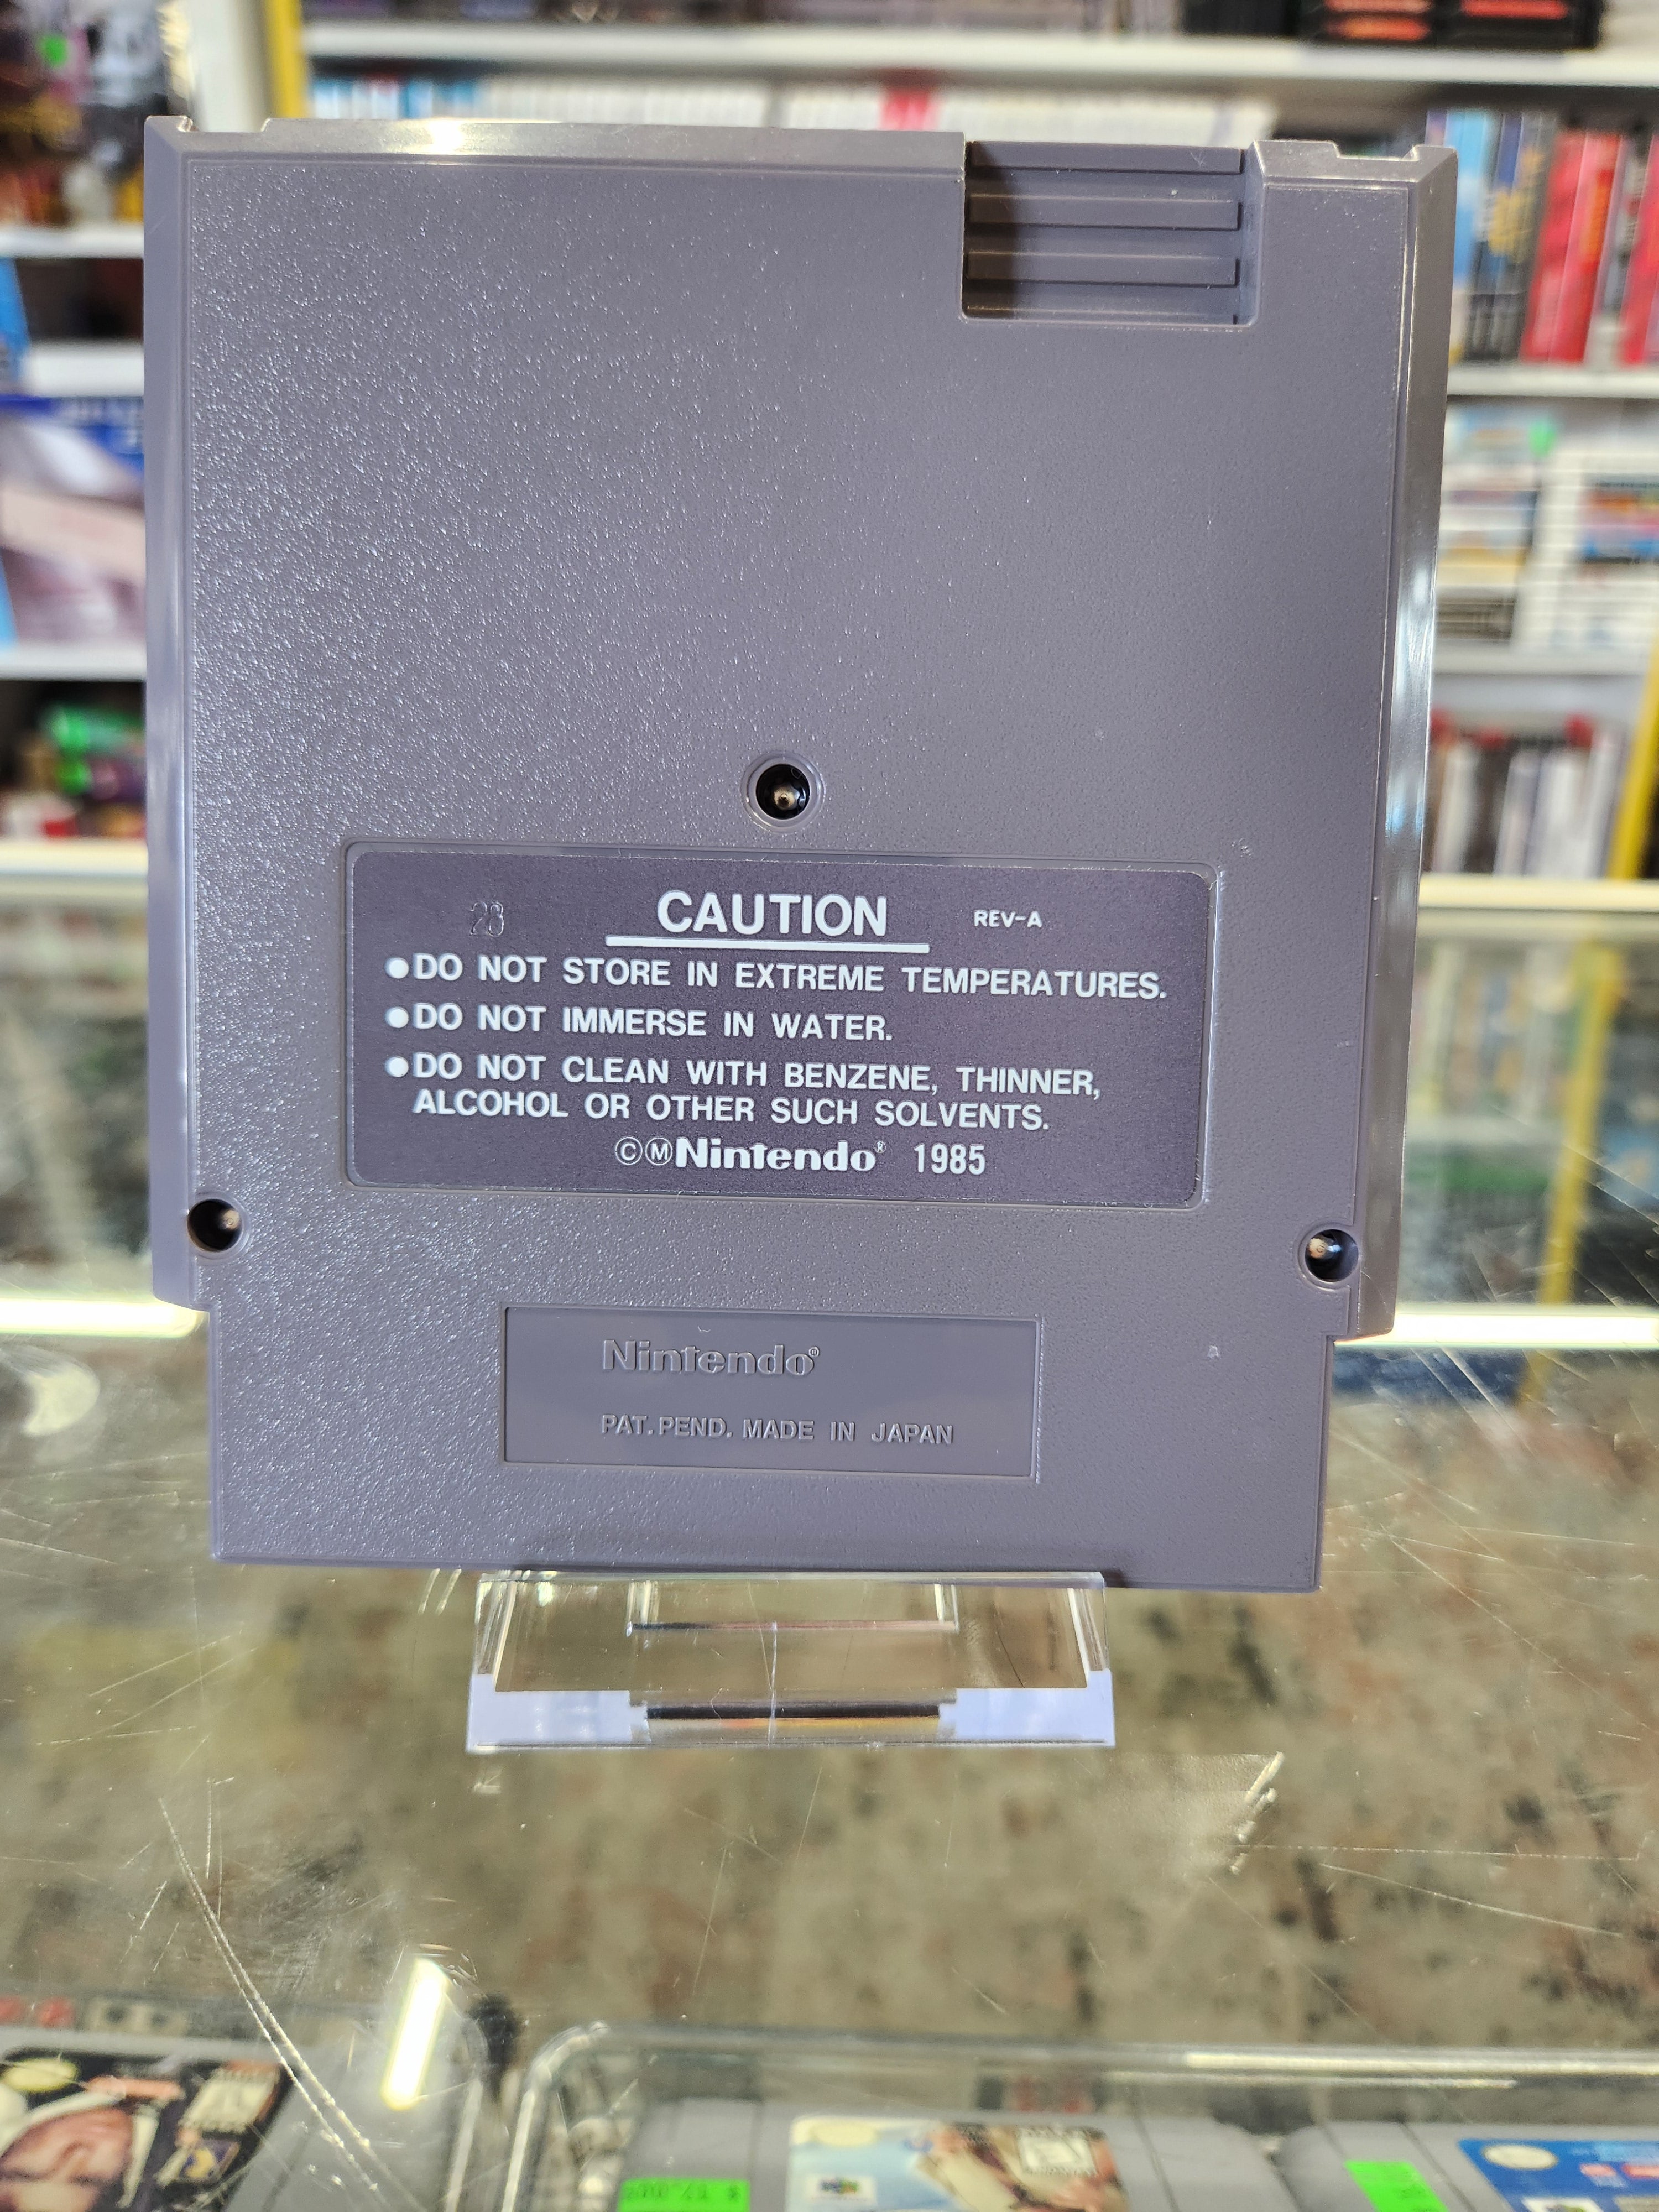 28
CAUTION REV-A
●DO NOT STORE IN EXTREME TEMPERATURES.
●DO NOT IMMERSE IN WATER.
●DO NOT CLEAN WITH BENZENE, THINNER,
ALCOHOL OR OTHER SUCH SOLVENTS.
©ⓂNintendo® 1985
Nintendo®
PAT. PEND. MADE IN JAPAN